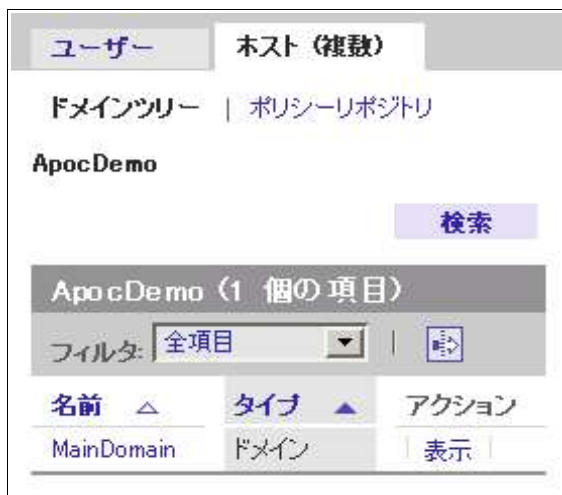 ユーザー ホスト (複数)
ドメインツリー | ポリシーリポジトリ
ApocDemo
検索
ApocDemo (1 個の項目)
フィルタ: 全項目
名前 タイプ アクション
MainDomain ドメイン 表示